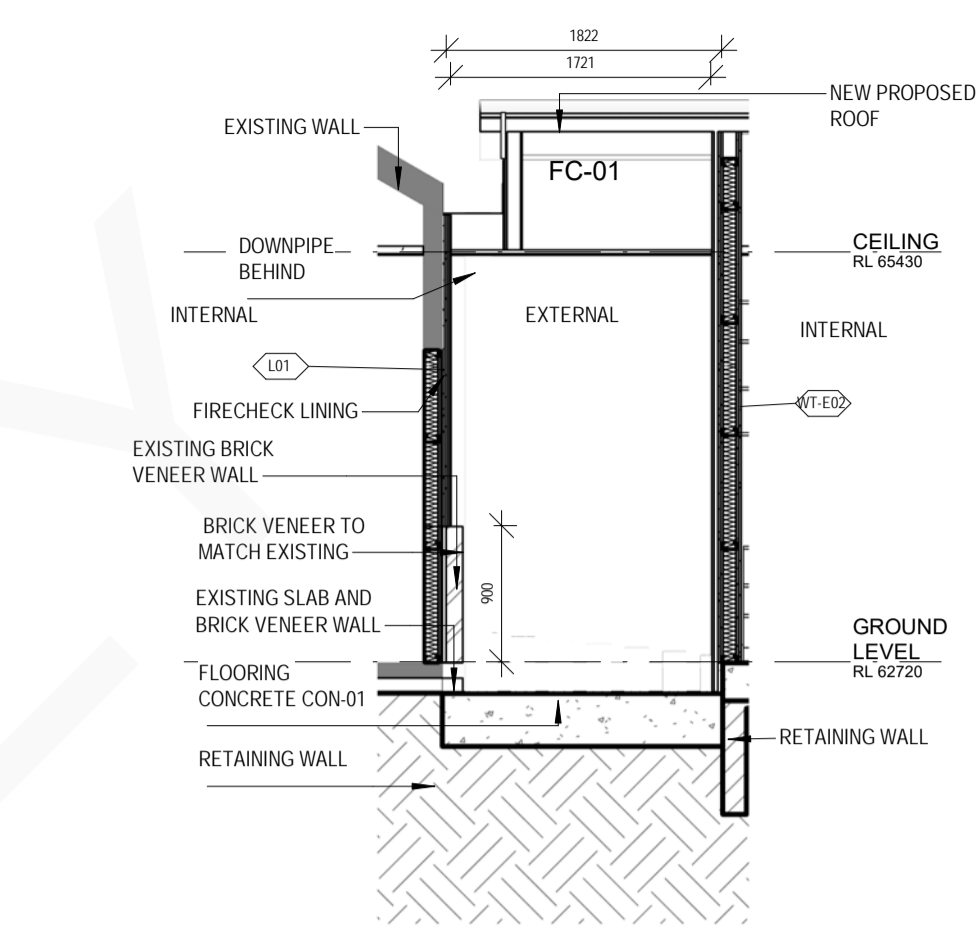 1822
1721
NEW PROPOSED
ROOF
EXISTING WALL
FC-01
DOWNPIPE
BEHIND
CEILING
RL 65430
INTERNAL
EXTERNAL
INTERNAL
L01
WT-E02
FIRECHECK LINING
EXISTING BRICK
VENEER WALL
BRICK VENEER TO
MATCH EXISTING
900
EXISTING SLAB AND
BRICK VENEER WALL
GROUND
LEVEL
RL 62720
FLOORING
CONCRETE CON-01
RETAINING WALL
RETAINING WALL